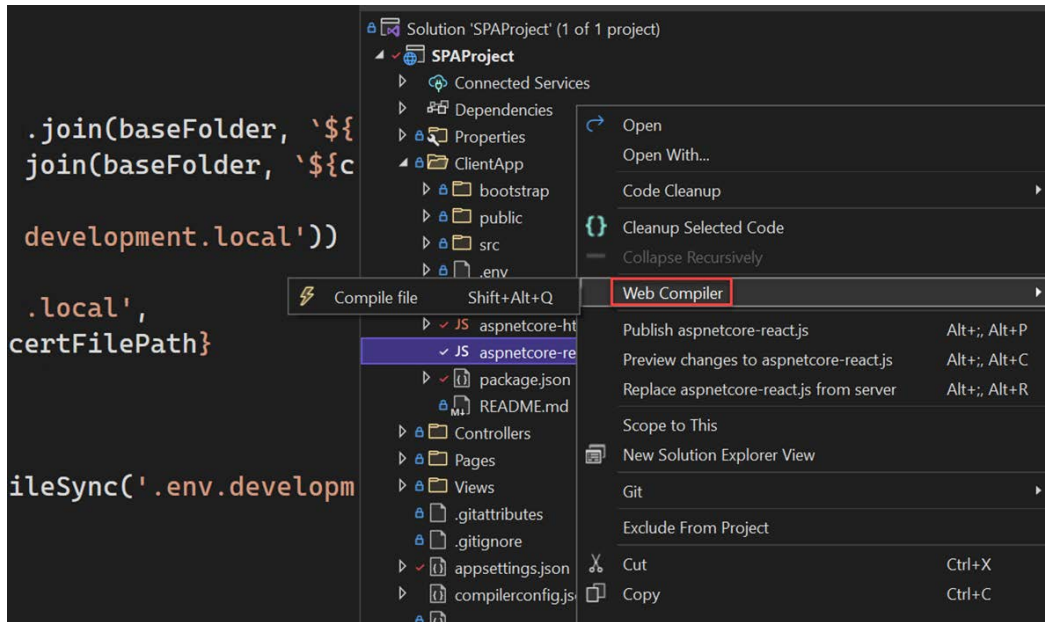 .join(baseFolder, `${
join(baseFolder, `${c
development.local'))
.local',
certFilePath}
ileSync('.env.developm
Solution 'SPAProject' (1 of 1 project)
SPAProject
Connected Services
Dependencies
Properties
ClientApp
bootstrap
public
src
.env
JS aspnetcore-ht
JS aspnetcore-re
package.json
README.md
Controllers
Pages
Views
.gitattributes
.gitignore
appsettings.json
compilerconfig.js
Compile file Shift+Alt+Q
Open
Open With...
Code Cleanup
Cleanup Selected Code
Collapse Recursively
Web Compiler
Publish aspnetcore-react.js Alt+;, Alt+P
Preview changes to aspnetcore-react.js Alt+;, Alt+C
Replace aspnetcore-react.js from server Alt+;, Alt+R
Scope to This
New Solution Explorer View
Git
Exclude From Project
Cut Ctrl+X
Copy Ctrl+C